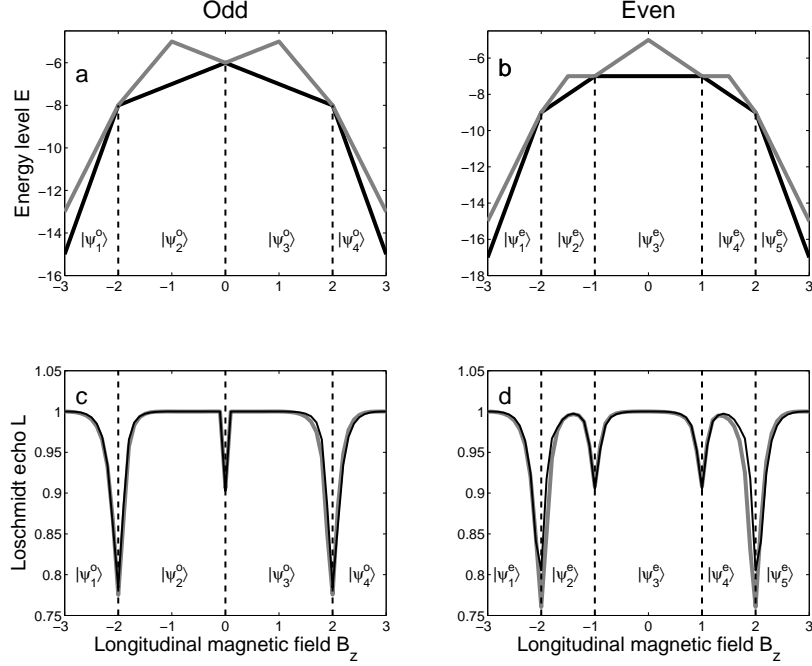 Odd
Even
Energy level E
a
−6
−8
−10
−12
−14
−16
|ψ₁ᵒ⟩
|ψ₂ᵒ⟩
|ψ₃ᵒ⟩
|ψ₄ᵒ⟩
−3 −2 −1 0 1 2 3
b
−6
−8
−10
−12
−14
−16
−18
|ψ₁ᵉ⟩
|ψ₂ᵉ⟩
|ψ₃ᵉ⟩
|ψ₄ᵉ⟩
|ψ₅ᵉ⟩
−3 −2 −1 0 1 2 3
Loschmidt echo L
c
1.05
1
0.95
0.9
0.85
0.8
0.75
|ψ₁ᵒ⟩
|ψ₂ᵒ⟩
|ψ₃ᵒ⟩
|ψ₄ᵒ⟩
−3 −2 −1 0 1 2 3
Longitudinal magnetic field B_z
d
1.05
1
0.95
0.9
0.85
0.8
0.75
|ψ₁ᵉ⟩
|ψ₂ᵉ⟩
|ψ₃ᵉ⟩
|ψ₄ᵉ⟩
|ψ₅ᵉ⟩
−3 −2 −1 0 1 2 3
Longitudinal magnetic field B_z